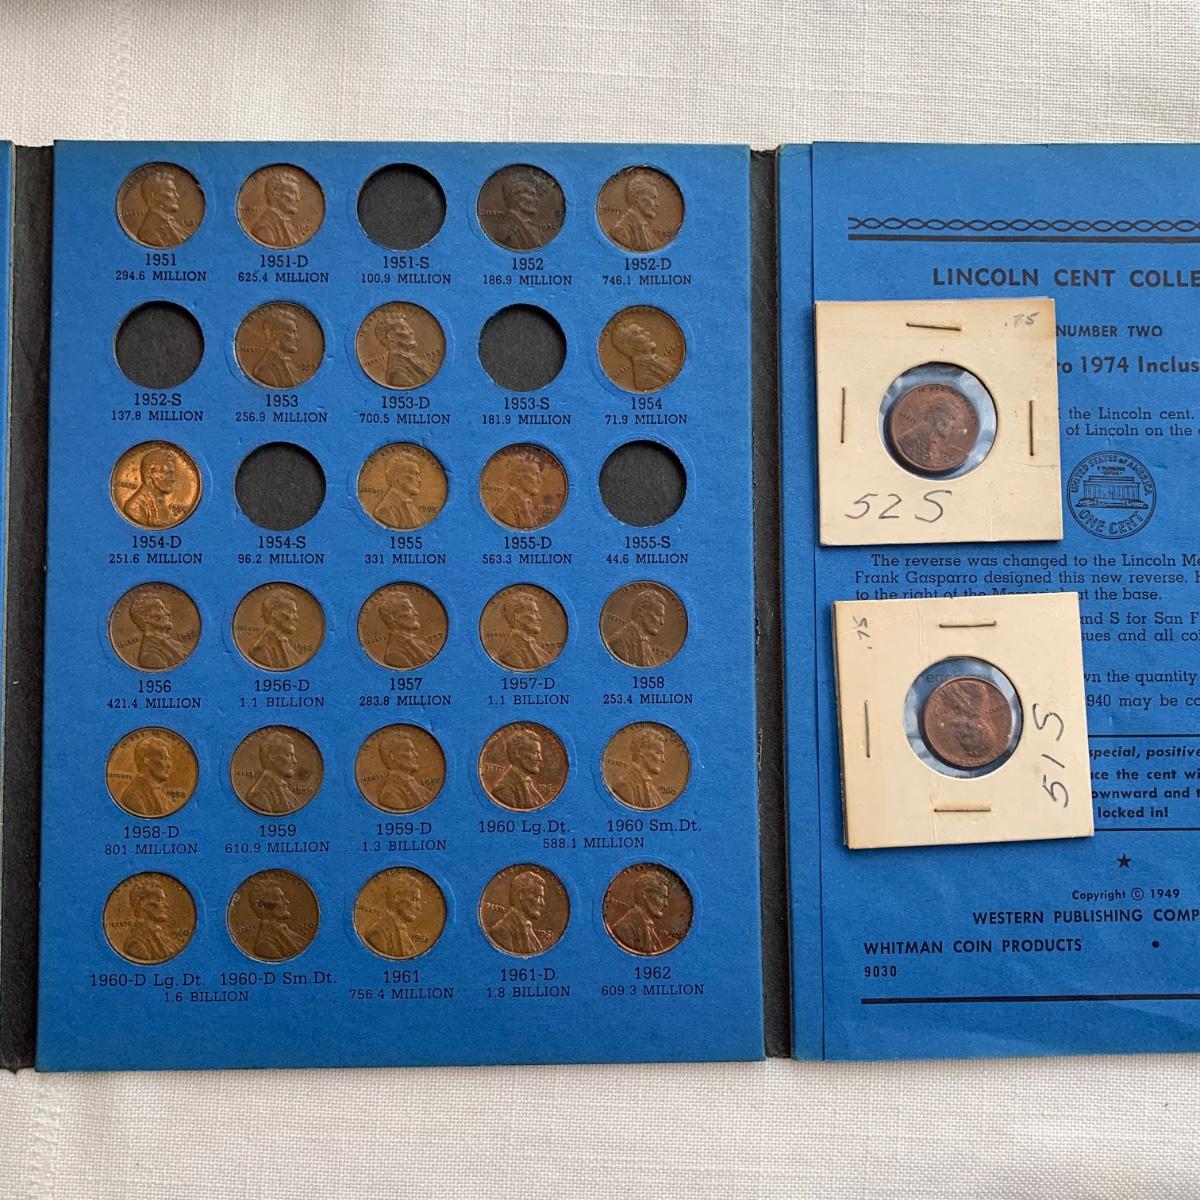 1951 1951-D 1951-S 1952 1952-D
294.6 MILLION 625.4 MILLION 100.9 MILLION 186.9 MILLION 746.1 MILLION
1952-S 1953 1953-D 1953-S 1954
137.8 MILLION 256.9 MILLION 700.5 MILLION 181.9 MILLION 71.9 MILLION
1954-D 1954-S 1955 1955-D 1955-S
251.6 MILLION 96.2 MILLION 331 MILLION 563.3 MILLION 44.6 MILLION
1956 1956-D 1957 1957-D 1958
421.4 MILLION 1.1 BILLION 283.8 MILLION 1.1 BILLION 253.4 MILLION
1958-D 1959 1959-D 1960 Lg.Dt. 1960 Sm.Dt.
801 MILLION 610.9 MILLION 1.3 BILLION 588.1 MILLION
1960-D Lg.Dt. 1960-D Sm.Dt. 1961 1961-D 1962
1.6 BILLION 756.4 MILLION 1.8 BILLION 609.3 MILLION
LINCOLN CENT COLLE
NUMBER TWO
to 1974 Inclus
the Lincoln cent.
of Lincoln on the
.75
52 S
UNITED STATES OF AMERICA
ONE CENT
The reverse was changed to the Lincoln Me
Frank Gasparro designed this new reverse.
to the right of the Memorial at the base.
and S for San F
sues and all co
.75
51 S
wn the quantity
940 may be co
special, positive
ace the cent wi
ownward and t
locked in!
Copyright © 1949
WESTERN PUBLISHING COMP
WHITMAN COIN PRODUCTS •
9030